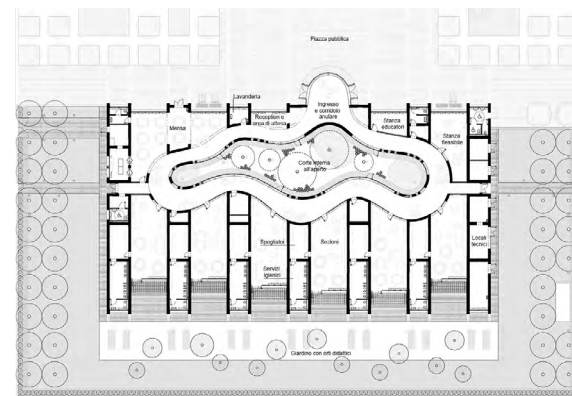 Piazza pubblica
Lavanderia
Ingresso
e corridoio
anulare
Reception e
area di attesa
Mensa
Stanza
educatori
Stanza
flessibile
Corte interna
all'aperto
Spogliatoi
Sezioni
Locali
tecnici
Servizi
igienici
Giardino con orti didattici